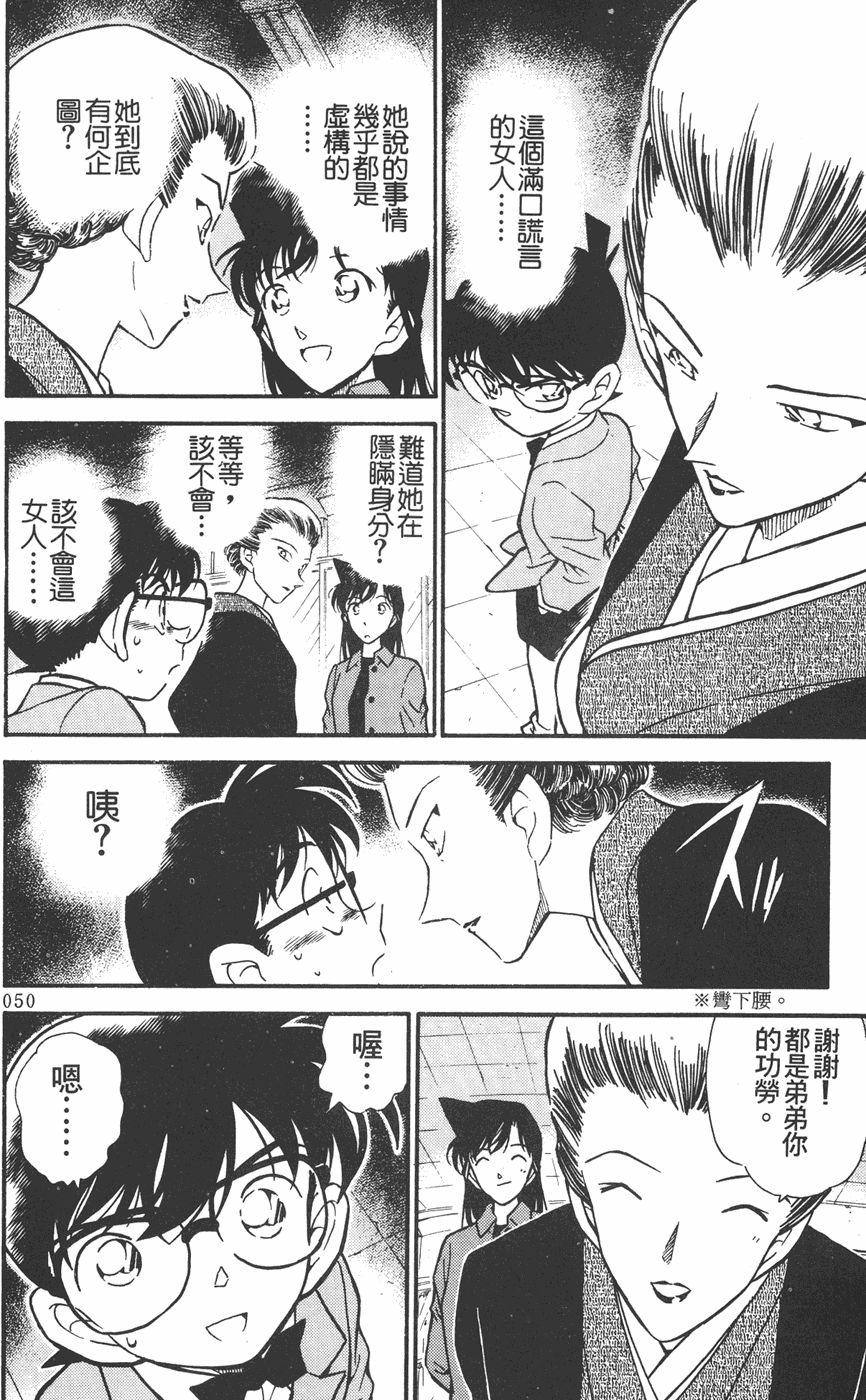 這個滿口謊言
的女人……
她說的事情
幾乎都是
虛構的
……
她到底
有何企
圖？
難道她在
隱瞞身分？
等等，
該不會…
該不會這
女人……
咦？
※彎下腰。
謝謝！
都是弟弟你
的功勞。
喔…
嗯……
050